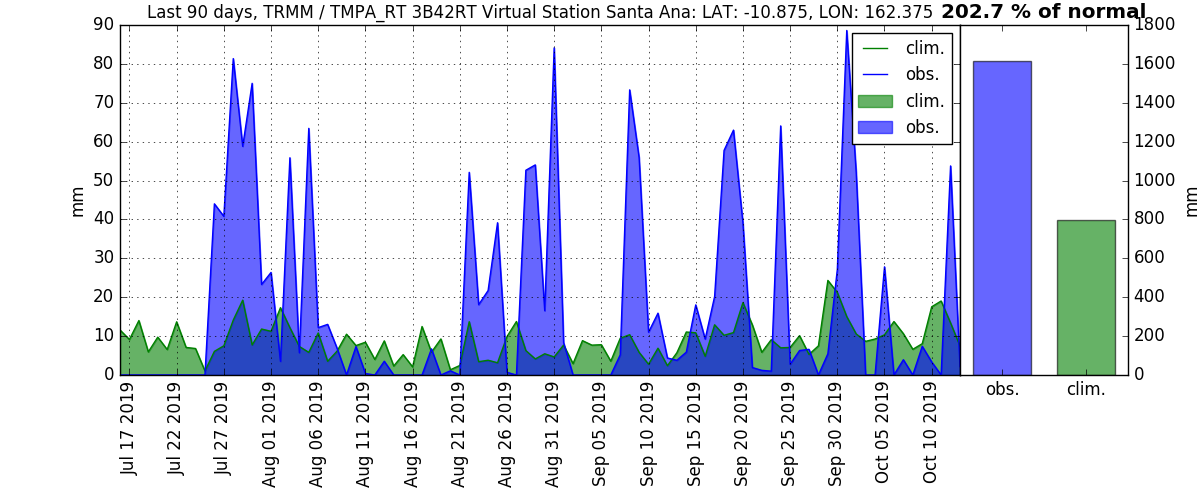 Last 90 days, TRMM / TMPA_RT 3B42RT Virtual Station Santa Ana: LAT: -10.875, LON: 162.375 202.7 % of normal
90
80
70
60
50
40
30
20
10
0
mm
clim.
obs.
clim.
obs.
Jul 17 2019
Jul 22 2019
Jul 27 2019
Aug 01 2019
Aug 06 2019
Aug 11 2019
Aug 16 2019
Aug 21 2019
Aug 26 2019
Aug 31 2019
Sep 05 2019
Sep 10 2019
Sep 15 2019
Sep 20 2019
Sep 25 2019
Sep 30 2019
Oct 05 2019
Oct 10 2019
1800
1600
1400
1200
1000
800
600
400
200
0
mm
obs. clim.